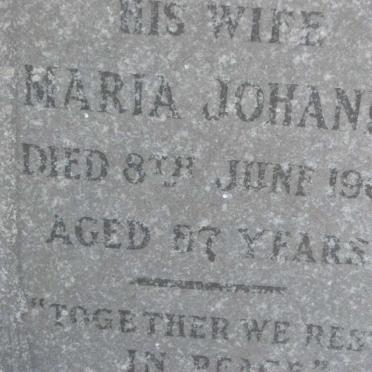 HIS WIFE
MARIA JOHANS
DIED 8TH JUNE 19
AGED YEARS
"TOGETHER WE REST
IN PEACE"